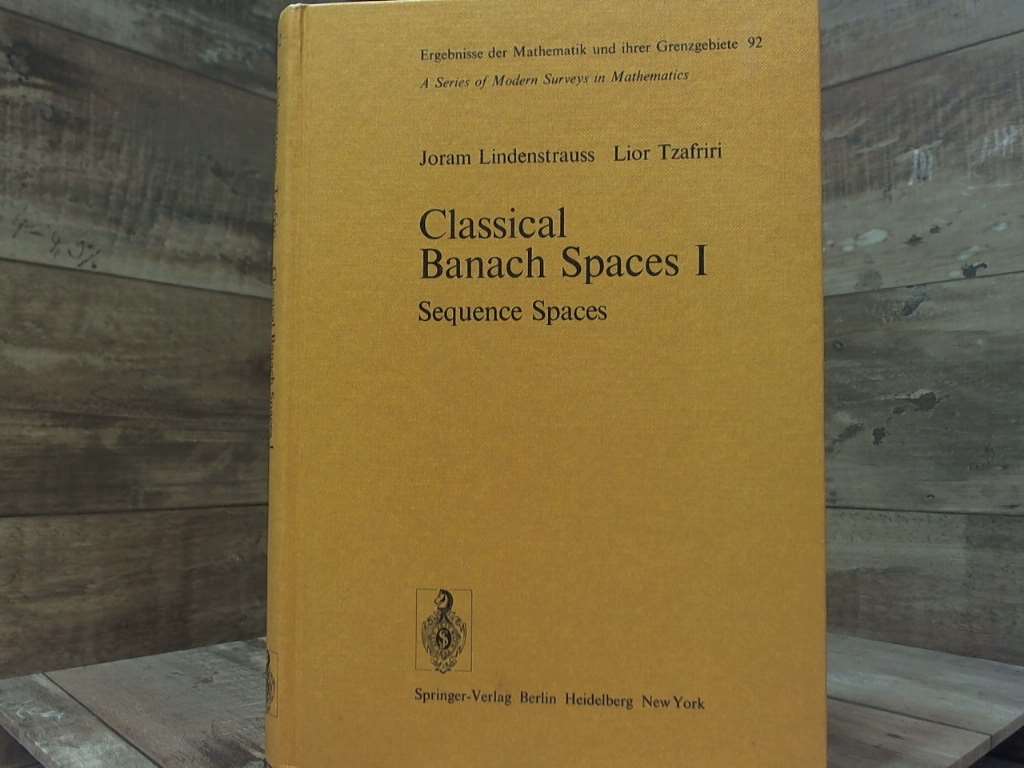 Ergebnisse der Mathematik und ihrer Grenzgebiete 92
A Series of Modern Surveys in Mathematics
Joram Lindenstrauss Lior Tzafriri
Classical
Banach Spaces I
Sequence Spaces
Springer-Verlag Berlin Heidelberg New York